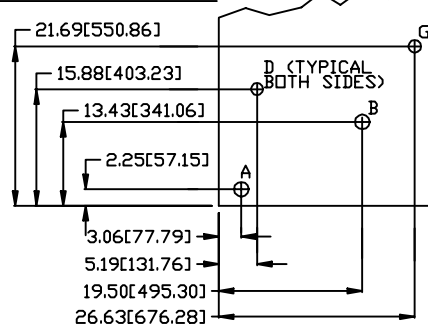 G
21.69[550.86]
D (TYPICAL
BOTH SIDES)
15.88[403.23]
B
13.43[341.06]
2.25[57.15]
A
3.06[77.79]
5.19[131.76]
19.50[495.30]
26.63[676.28]